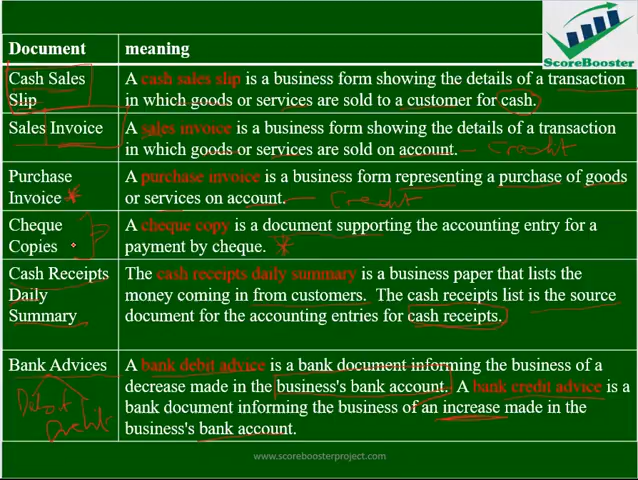 ScoreBooster
Document meaning
Cash Sales A cash sales slip is a business form showing the details of a transaction
Slip in which goods or services are sold to a customer for cash.
Sales Invoice A sales invoice is a business form showing the details of a transaction
in which goods or services are sold on account. - credit
Purchase A purchase invoice is a business form representing a purchase of goods
Invoice or services on account. - credit
Cheque A cheque copy is a document supporting the accounting entry for a
Copies payment by cheque.
Cash Receipts The cash receipts daily summary is a business paper that lists the
Daily money coming in from customers. The cash receipts list is the source
Summary document for the accounting entries for cash receipts.
Bank Advices A bank debit advice is a bank document informing the business of a
decrease made in the business's bank account. A bank credit advice is a
Debit bank document informing the business of an increase made in the
Credit business's bank account.
www.scoreboosterproject.com